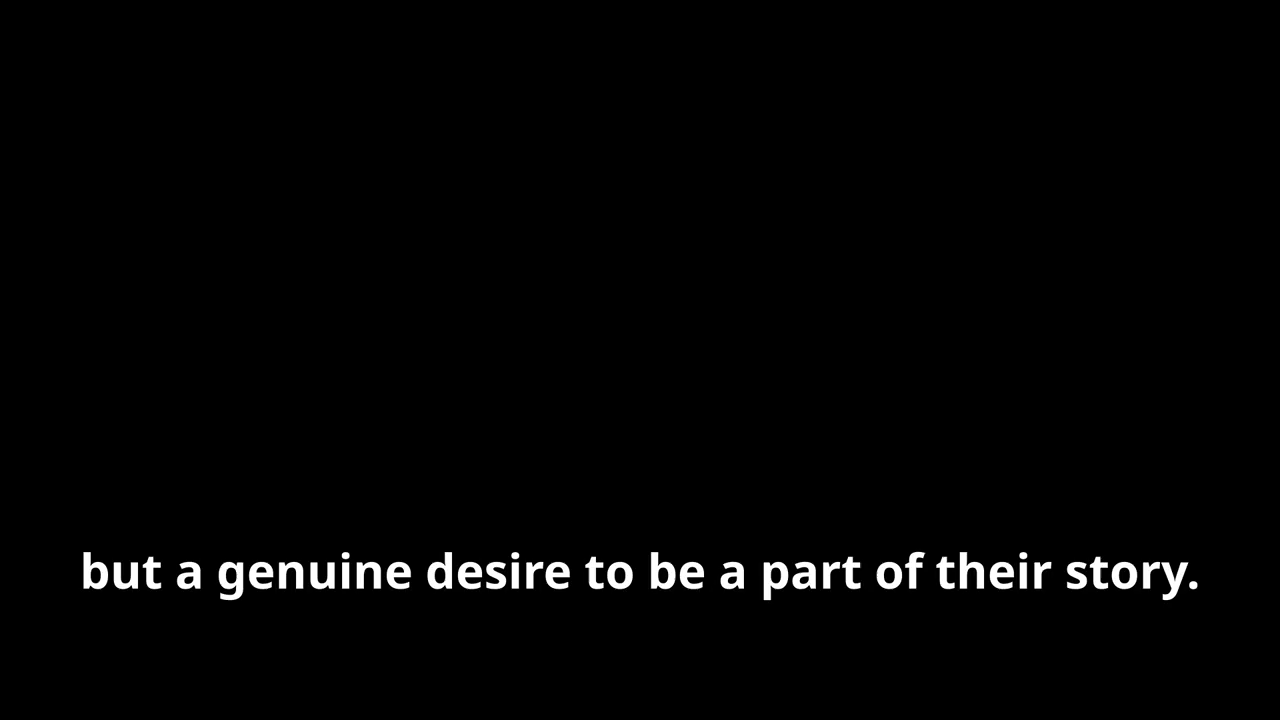 but a genuine desire to be a part of their story.